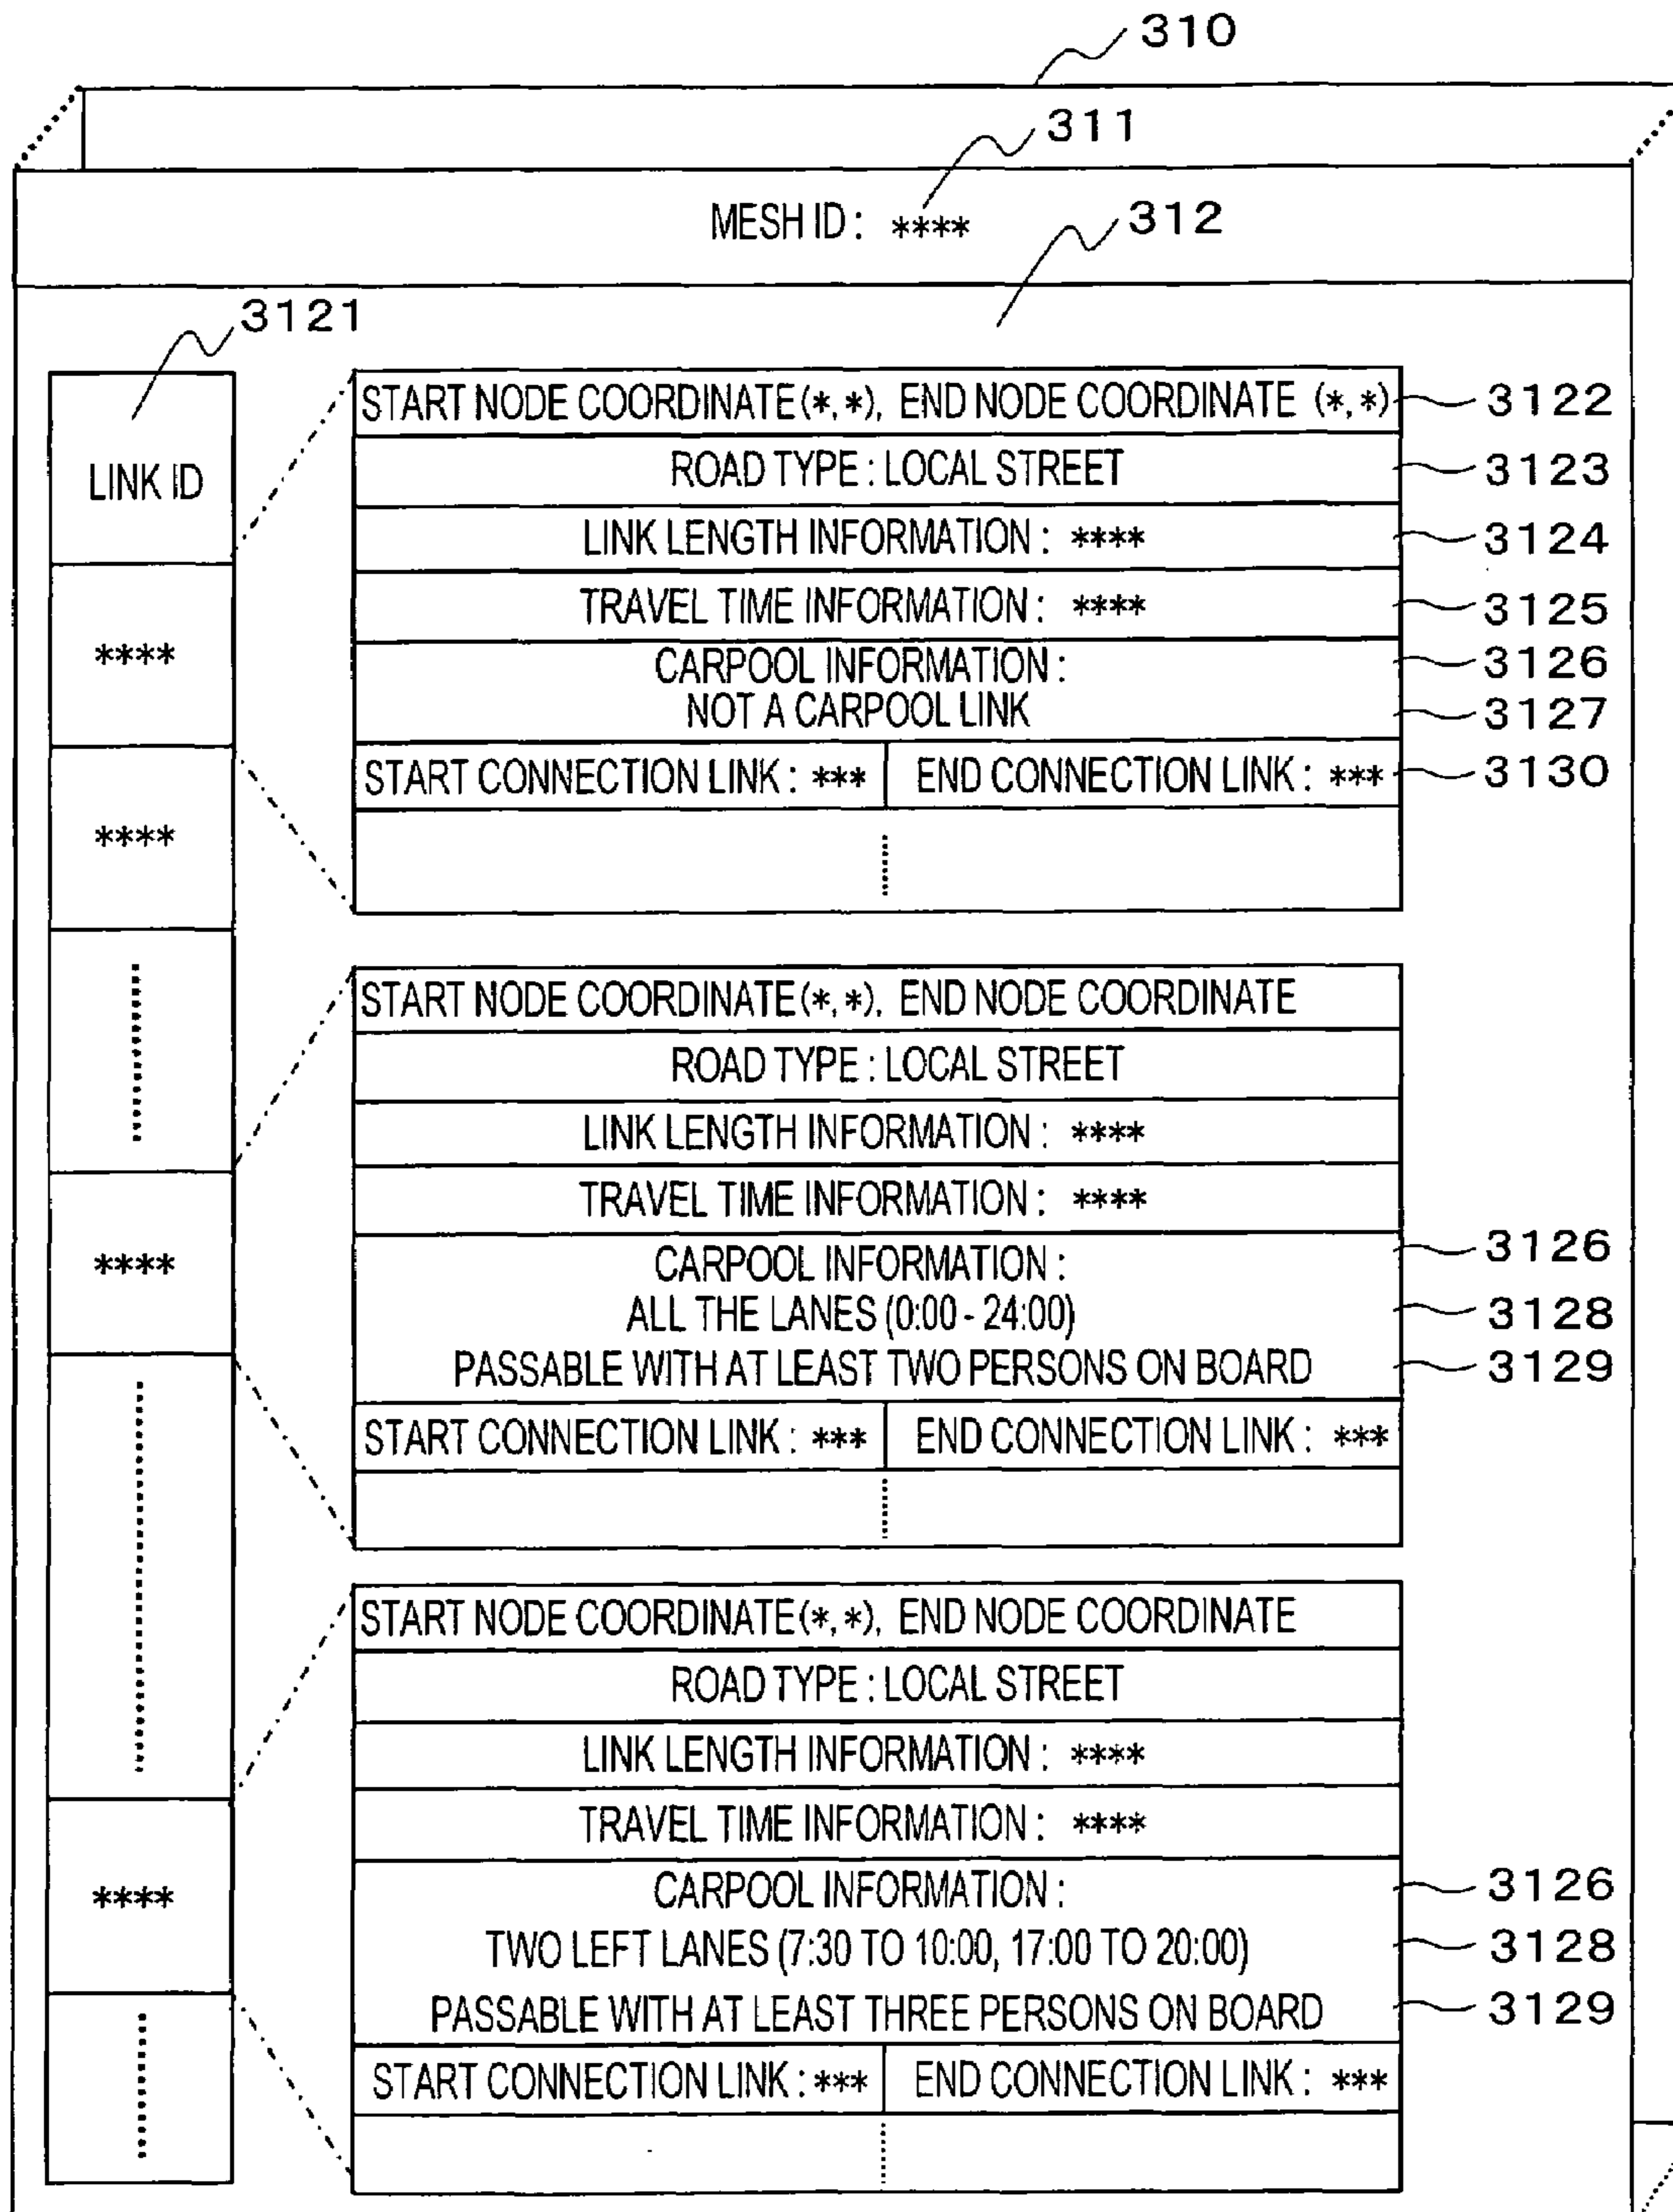 310
311
MESH ID : ****
312
3121
LINK ID
****
****
****
****
START NODE COORDINATE(*, *), END NODE COORDINATE (*, *) 3122
ROAD TYPE : LOCAL STREET 3123
LINK LENGTH INFORMATION : **** 3124
TRAVEL TIME INFORMATION : **** 3125
CARPOOL INFORMATION : 3126
NOT A CARPOOL LINK 3127
START CONNECTION LINK : *** END CONNECTION LINK : *** 3130
START NODE COORDINATE(*, *), END NODE COORDINATE
ROAD TYPE : LOCAL STREET
LINK LENGTH INFORMATION : ****
TRAVEL TIME INFORMATION : ****
CARPOOL INFORMATION : 3126
ALL THE LANES (0:00 - 24:00) 3128
PASSABLE WITH AT LEAST TWO PERSONS ON BOARD 3129
START CONNECTION LINK : *** END CONNECTION LINK : ***
START NODE COORDINATE(*, *), END NODE COORDINATE
ROAD TYPE : LOCAL STREET
LINK LENGTH INFORMATION : ****
TRAVEL TIME INFORMATION : ****
CARPOOL INFORMATION : 3126
TWO LEFT LANES (7:30 TO 10:00, 17:00 TO 20:00) 3128
PASSABLE WITH AT LEAST THREE PERSONS ON BOARD 3129
START CONNECTION LINK : *** END CONNECTION LINK : ***